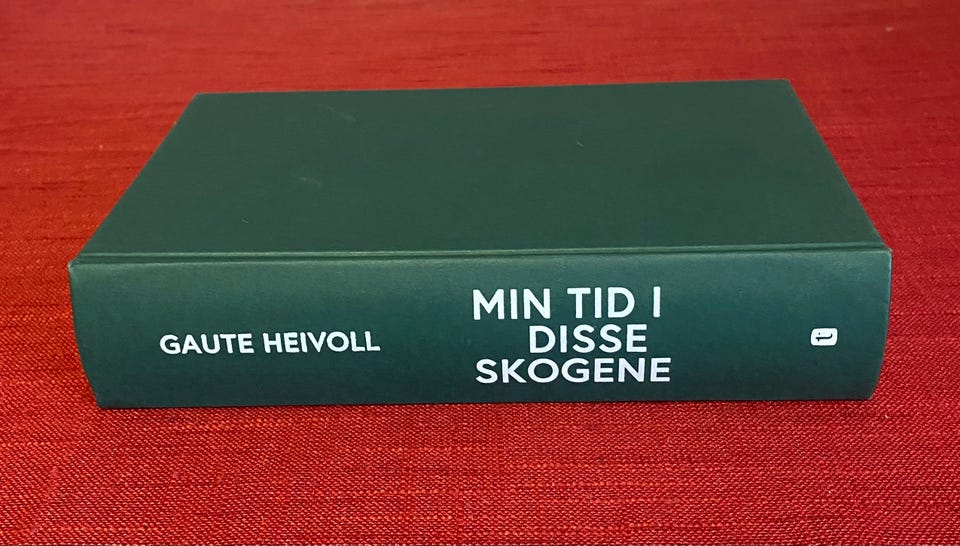 GAUTE HEIVOLL
MIN TID I
DISSE
SKOGENE
t